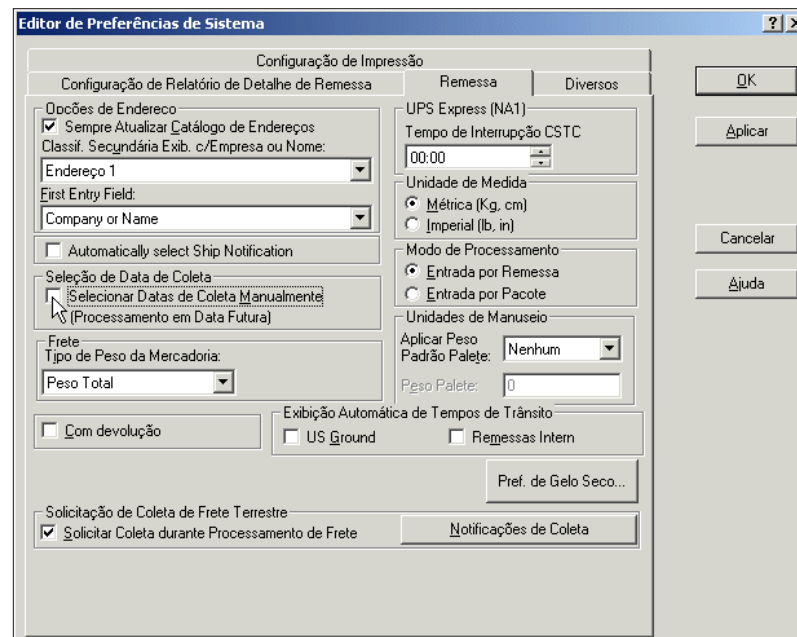 Editor de Preferências de Sistema
Configuração de Impressão
Configuração de Relatório de Detalhe de Remessa
Remessa
Diversos
Opções de Endereço
Sempre Atualizar Catálogo de Endereços
Classif. Secundária Exib. c/Empresa ou Nome:
Endereço 1
First Entry Field:
Company or Name
Automatically select Ship Notification
Seleção de Data de Coleta
Selecionar Datas de Coleta Manualmente
(Processamento em Data Futura)
Frete
Tipo de Peso da Mercadoria:
Peso Total
Com devolução
UPS Express (NA1)
Tempo de Interrupção CSTC
00:00
Unidade de Medida
Métrica (Kg, cm)
Imperial (lb, in)
Modo de Processamento
Entrada por Remessa
Entrada por Pacote
Unidades de Manuseio
Aplicar Peso
Padrão Palete:
Nenhum
Peso Palete:
0
Exibição Automática de Tempos de Trânsito
US Ground
Remessas Intern
Pref. de Gelo Seco...
Solicitação de Coleta de Frete Terrestre
Solicitar Coleta durante Processamento de Frete
Notificações de Coleta
OK
Aplicar
Cancelar
Ajuda